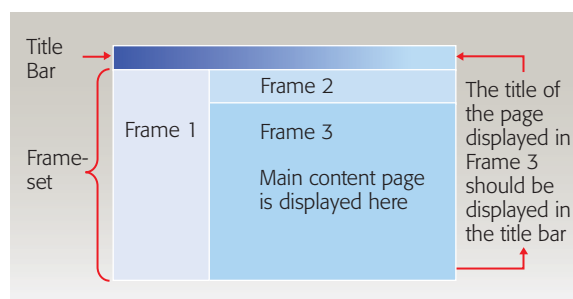 Title
Bar
Frame-
set
Frame 1
Frame 2
Frame 3
Main content page
is displayed here
The title of
the page
displayed in
Frame 3
should be
displayed in
the title bar